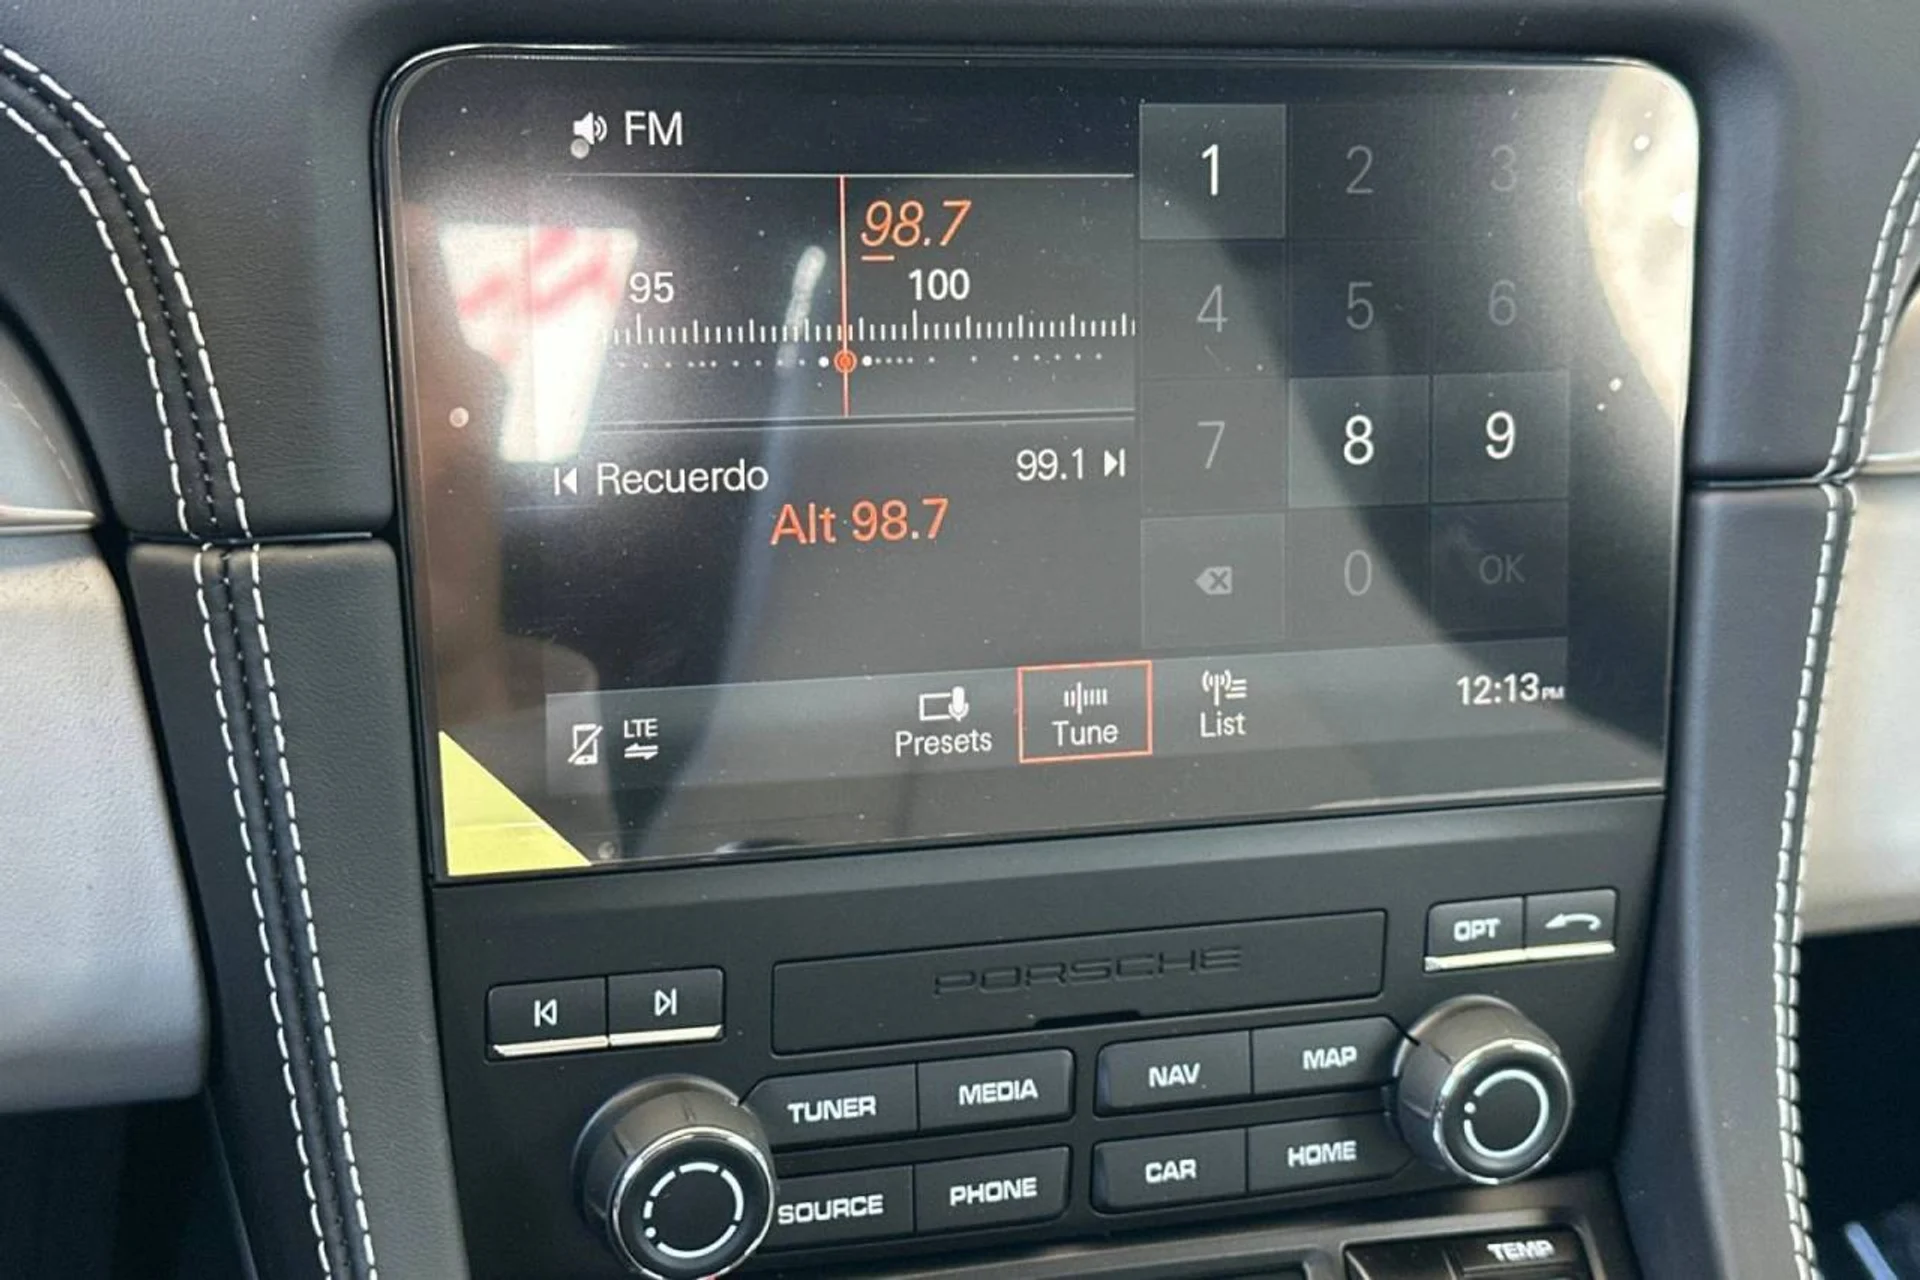 FM
98.7
95 100
Recuerdo 99.1
Alt 98.7
1 2 3
4 5 6
7 8 9
0 OK
LTE Presets Tune List 12:13 PM
PORSCHE
OPT
TUNER MEDIA NAV MAP
SOURCE PHONE CAR HOME
TEMP